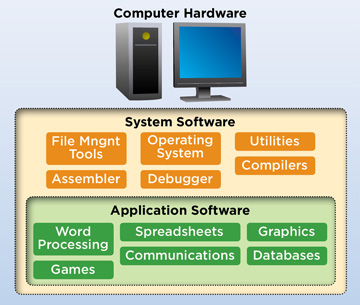 Computer Hardware
System Software
File Mngnt
Tools
Operating
System
Utilities
Compilers
Assembler
Debugger
Application Software
Word
Processing
Spreadsheets
Graphics
Communications
Databases
Games